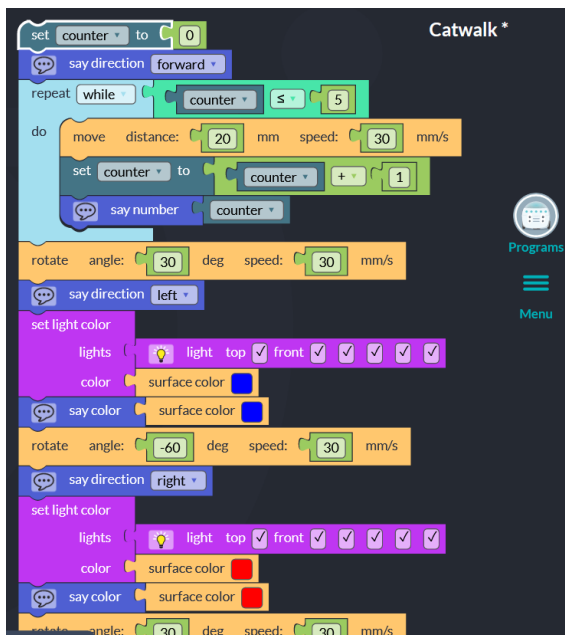 Catwalk *
set counter ▾ to 0
say direction forward ▾
repeat while ▾ counter ▾ ≤ ▾ 5
do move distance: 20 mm speed: 30 mm/s
set counter ▾ to counter ▾ + ▾ 1
say number counter ▾
Programs
Menu
rotate angle: 30 deg speed: 30 mm/s
say direction left ▾
set light color
lights light top ✓ front ✓ ✓ ✓ ✓ ✓
color surface color
say color surface color
rotate angle: -60 deg speed: 30 mm/s
say direction right ▾
set light color
lights light top ✓ front ✓ ✓ ✓ ✓ ✓
color surface color
say color surface color
rotate angle: 30 deg speed: 30 mm/s